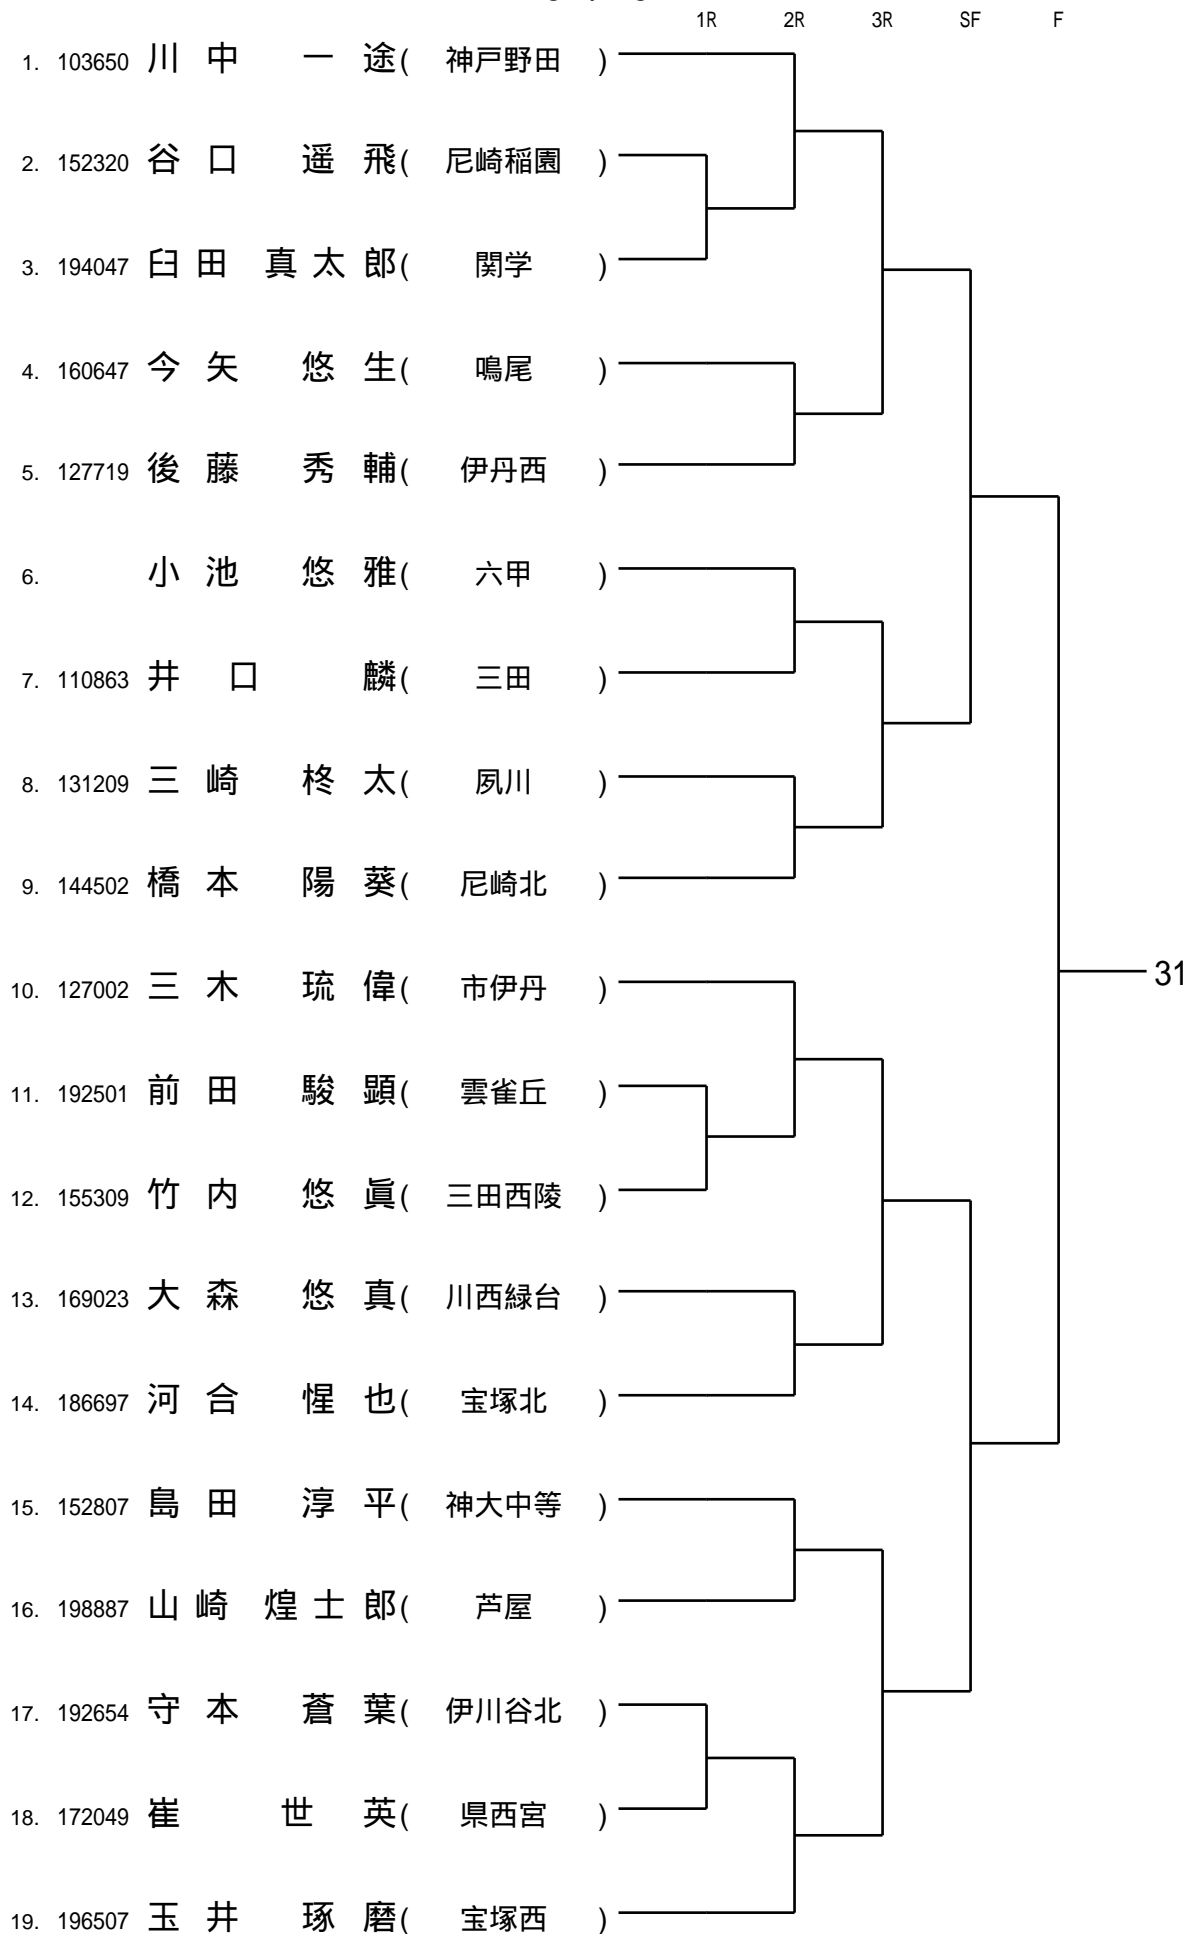 1R 2R 3R SF F
1. 103650 川中 一途( 神戸野田 )
2. 152320 谷口 遥飛( 尼崎稲園 )
3. 194047 臼田 真太郎( 関学 )
4. 160647 今矢 悠生( 鳴尾 )
5. 127719 後藤 秀輔( 伊丹西 )
6. 小池 悠雅( 六甲 )
7. 110863 井口 麟( 三田 )
8. 131209 三崎 柊太( 夙川 )
9. 144502 橋本 陽葵( 尼崎北 )
31
10. 127002 三木 琉偉( 市伊丹 )
11. 192501 前田 駿顕( 雲雀丘 )
12. 155309 竹内 悠眞( 三田西陵 )
13. 169023 大森 悠真( 川西緑台 )
14. 186697 河合 惺也( 宝塚北 )
15. 152807 島田 淳平( 神大中等 )
16. 198887 山崎 煌士郎( 芦屋 )
17. 192654 守本 蒼葉( 伊川谷北 )
18. 172049 崔 世英( 県西宮 )
19. 196507 玉井 琢磨( 宝塚西 )